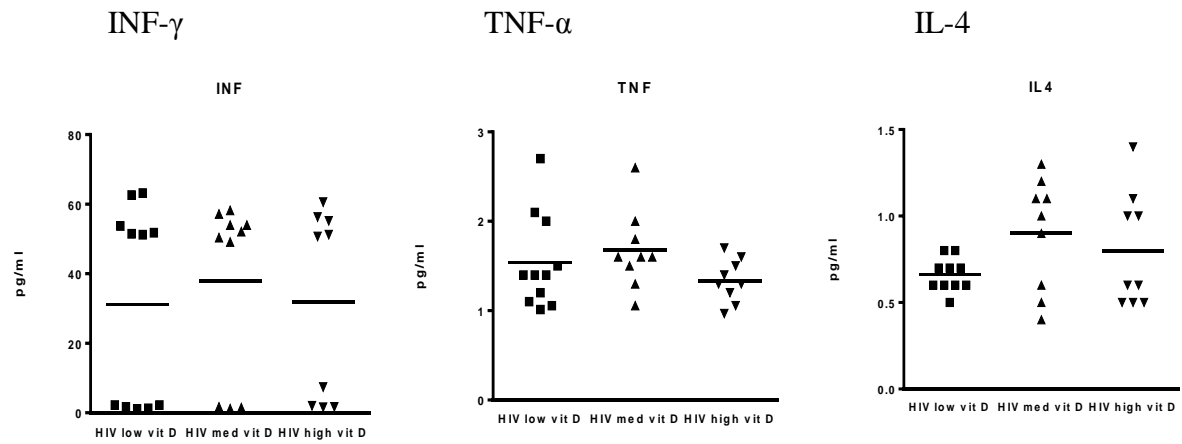 INF-γ
TNF-α
IL-4
INF
pg/ml
80
60
40
20
0
HIV low vit D HIV med vit D HIV high vit D
TNF
pg/ml
3
2
1
0
HIV low vit D HIV med vit D HIV high vit D
IL4
pg/ml
1.5
1.0
0.5
0.0
HIV low vit D HIV med vit D HIV high vit D